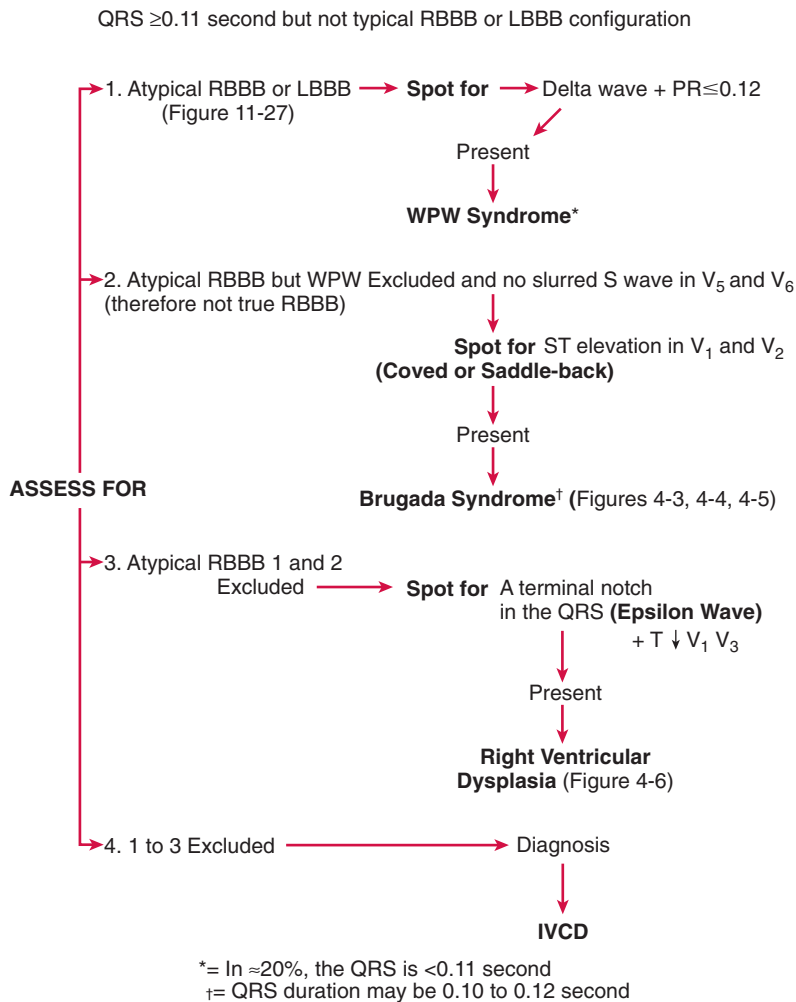 QRS ≥0.11 second but not typical RBBB or LBBB configuration
1. Atypical RBBB or LBBB
(Figure 11-27)
Spot for
Delta wave + PR≤0.12
Present
WPW Syndrome*
2. Atypical RBBB but WPW Excluded and no slurred S wave in V5 and V6
(therefore not true RBBB)
Spot for ST elevation in V1 and V2
(Coved or Saddle-back)
Present
Brugada Syndrome† (Figures 4-3, 4-4, 4-5)
ASSESS FOR
3. Atypical RBBB 1 and 2
Excluded
Spot for A terminal notch
in the QRS (Epsilon Wave)
+ T ↓ V1 V3
Present
Right Ventricular
Dysplasia (Figure 4-6)
4. 1 to 3 Excluded
Diagnosis
IVCD
*= In ≈20%, the QRS is <0.11 second
†= QRS duration may be 0.10 to 0.12 second